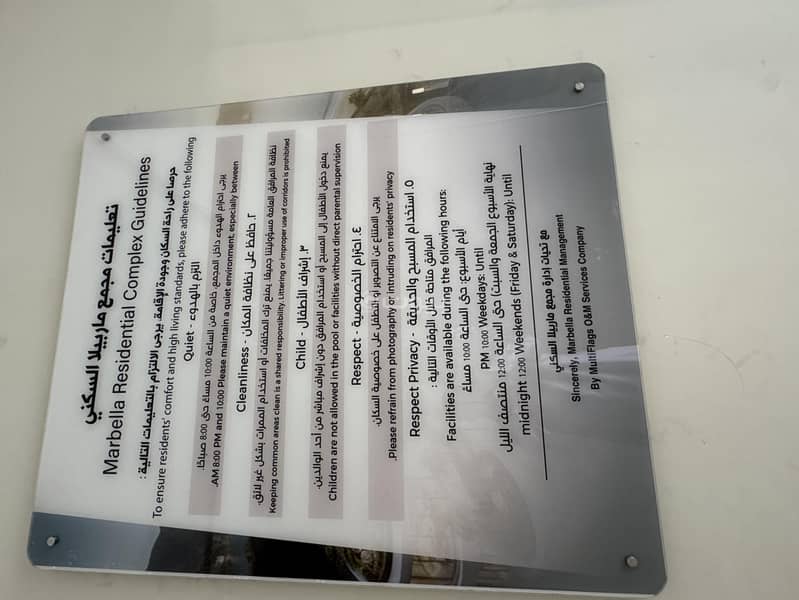 تعليمات مجمع ماربيلا السكني
Marbella Residential Complex Guidelines
حرصا على راحة السكان وجودة الإقامة، يرجى الالتزام بالتعليمات التالية :
To ensure residents' comfort and high living standards, please adhere to the following
Quiet - التزم بالهدوء
يرجى احترام الهدوء داخل المجمع، خاصة من الساعة 10:00 مساءً حتى 8:00 صباحًا.
.AM 8:00 PM and 10:00 Please maintain a quiet environment, especially between
Cleanliness - ٢. حافظ على نظافة المكان
نظافة المرافق العامة مسؤوليتنا جميعًا. يمنع ترك المخلفات أو استخدام الممرات بشكل غير لائق.
Keeping common areas clean is a shared responsibility. Littering or improper use of corridors is prohibited
Child - ٣. إشراف الأطفال
يمنع دخول الأطفال إلى المسبح أو استخدام المرافق دون إشراف مباشر من أحد الوالدين.
Children are not allowed in the pool or facilities without direct parental supervision
Respect - ٤. احترام الخصوصية
يرجى الامتناع عن التصوير أو التطفل على خصوصية السكان.
.Please refrain from photography or intruding on residents' privacy
Respect Privacy - ٥. استخدام المسبح والحديقة
المرافق متاحة خلال الأوقات التالية :
Facilities are available during the following hours:
أيام الأسبوع: حتى الساعة 10:00 مساءً
PM 10:00 Weekdays: Until
نهاية الأسبوع (الجمعة والسبت): حتى الساعة 12:00 منتصف الليل
midnight 12:00 Weekends (Friday & Saturday): Until
مع تحيات إدارة مجمع ماربيلا السكني
Sincerely, Marbella Residential Management
By MultiFlags O&M Services Company